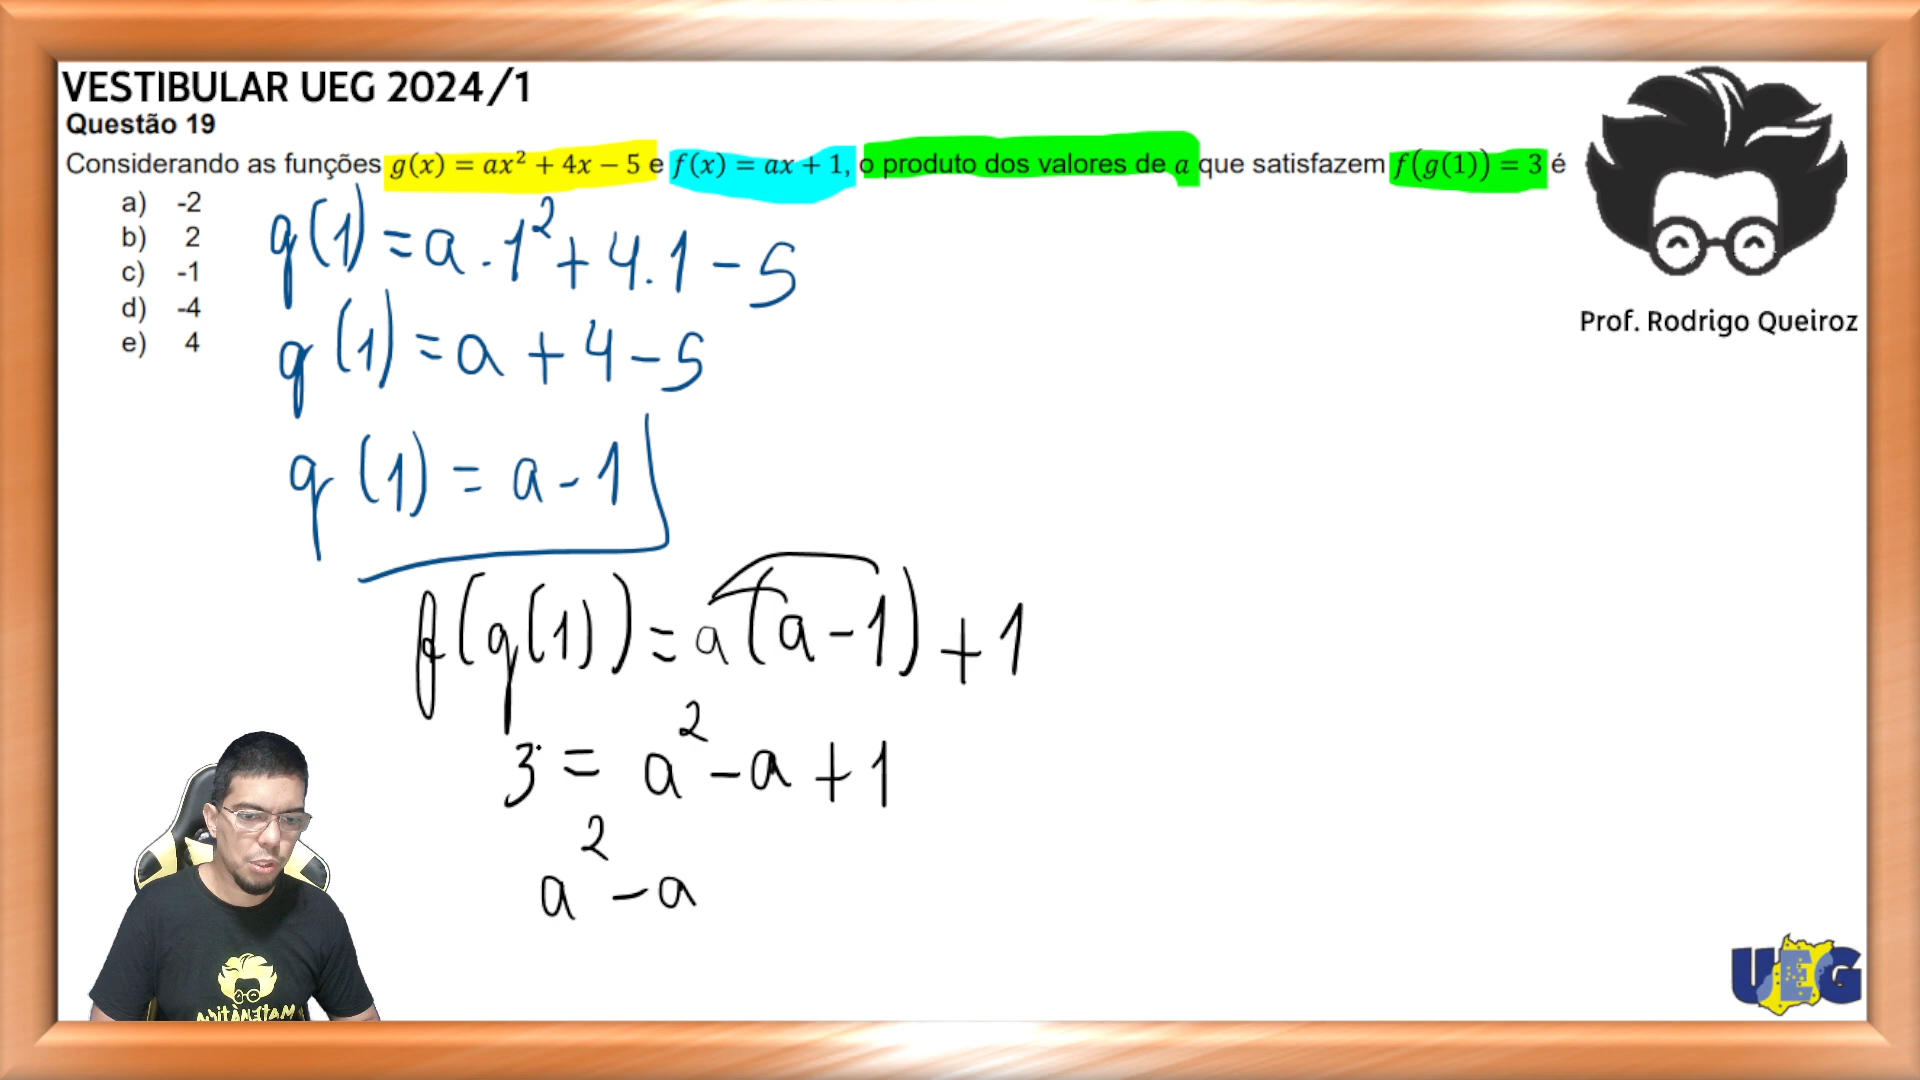 VESTIBULAR UEG 2024/1
Questão 19
Considerando as funções g(x) = ax² + 4x − 5 e f(x) = ax + 1, o produto dos valores de a que satisfazem f(g(1)) = 3 é
a) -2
b) 2
c) -1
d) -4
e) 4
g(1) = a . 1² + 4 . 1 - 5
g(1) = a + 4 - 5
g(1) = a - 1
f(g(1)) = a(a - 1) + 1
3 = a² - a + 1
a² - a
Prof. Rodrigo Queiroz
UEG